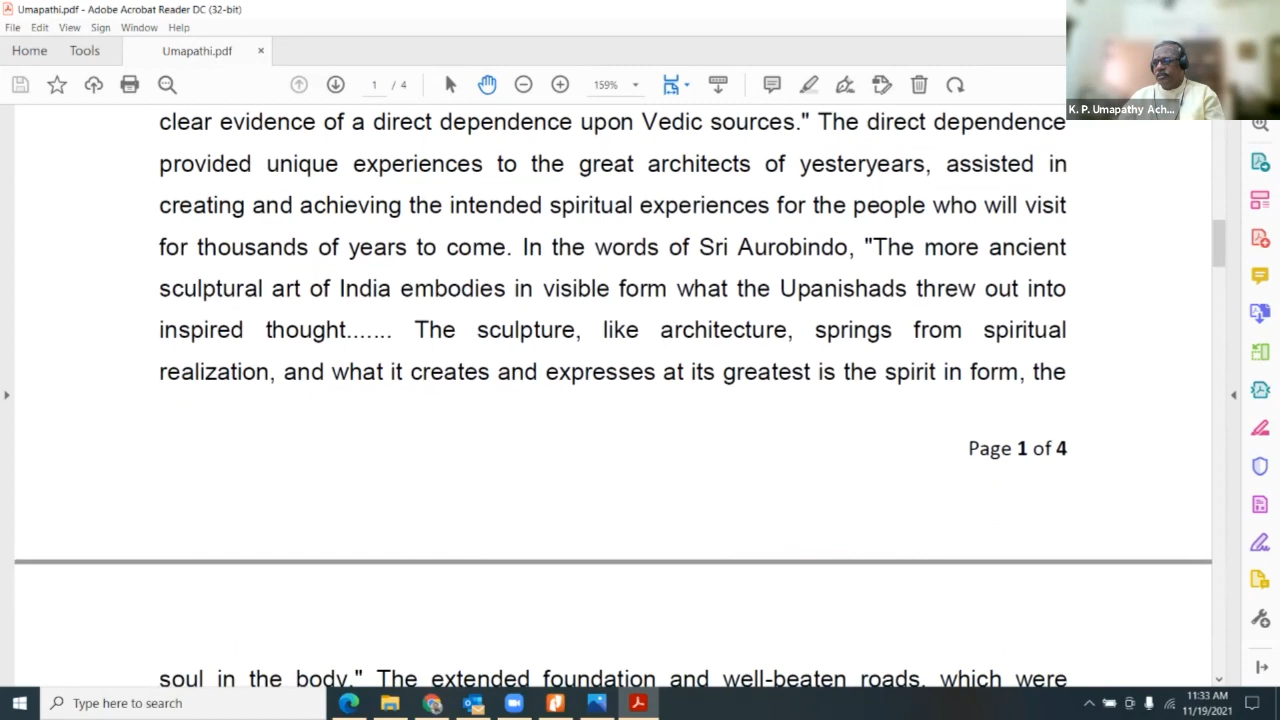 Umapathi.pdf - Adobe Acrobat Reader DC (32-bit)
File Edit View Sign Window Help
Home Tools Umapathi.pdf ×
1 / 4 159%
K. P. Umapathy Ach...
clear evidence of a direct dependence upon Vedic sources." The direct dependence
provided unique experiences to the great architects of yesteryears, assisted in
creating and achieving the intended spiritual experiences for the people who will visit
for thousands of years to come. In the words of Sri Aurobindo, "The more ancient
sculptural art of India embodies in visible form what the Upanishads threw out into
inspired thought....... The sculpture, like architecture, springs from spiritual
realization, and what it creates and expresses at its greatest is the spirit in form, the
Page 1 of 4
soul in the body." The extended foundation and well-beaten roads, which were
Type here to search
11:33 AM
11/19/2021